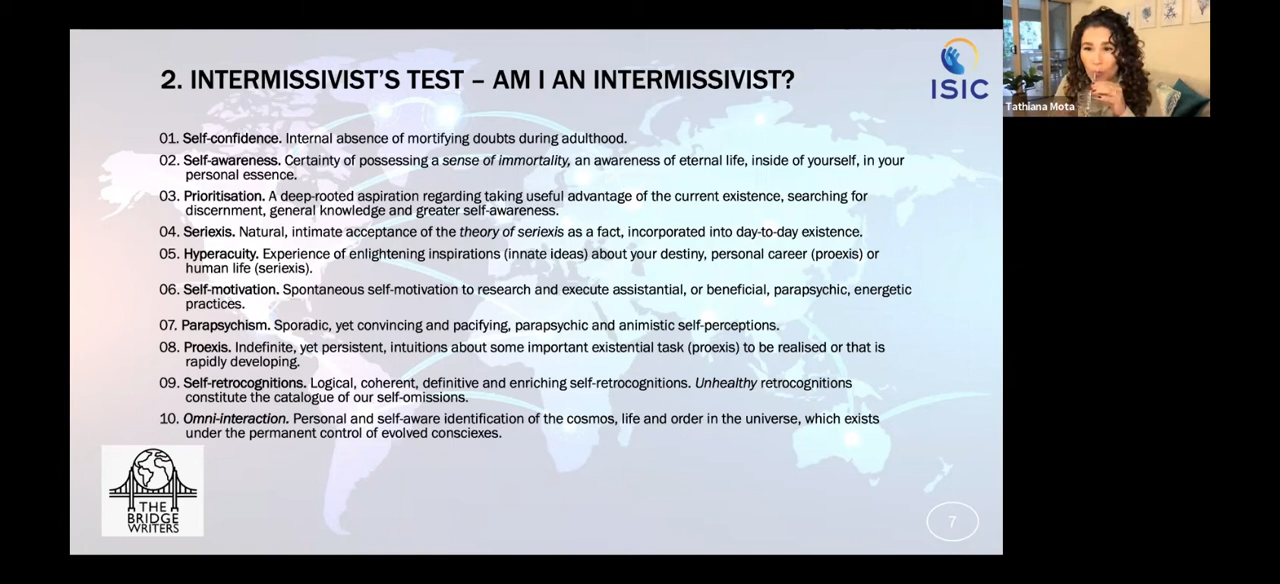 2. INTERMISSIVIST'S TEST – AM I AN INTERMISSIVIST?
ISIC
Tathiana Mota
01. Self-confidence. Internal absence of mortifying doubts during adulthood.
02. Self-awareness. Certainty of possessing a sense of immortality, an awareness of eternal life, inside of yourself, in your
personal essence.
03. Prioritisation. A deep-rooted aspiration regarding taking useful advantage of the current existence, searching for
discernment, general knowledge and greater self-awareness.
04. Seriexis. Natural, intimate acceptance of the theory of seriexis as a fact, incorporated into day-to-day existence.
05. Hyperacuity. Experience of enlightening inspirations (innate ideas) about your destiny, personal career (proexis) or
human life (seriexis).
06. Self-motivation. Spontaneous self-motivation to research and execute assistantial, or beneficial, parapsychic, energetic
practices.
07. Parapsychism. Sporadic, yet convincing and pacifying, parapsychic and animistic self-perceptions.
08. Proexis. Indefinite, yet persistent, intuitions about some important existential task (proexis) to be realised or that is
rapidly developing.
09. Self-retrocognitions. Logical, coherent, definitive and enriching self-retrocognitions. Unhealthy retrocognitions
constitute the catalogue of our self-omissions.
10. Omni-interaction. Personal and self-aware identification of the cosmos, life and order in the universe, which exists
under the permanent control of evolved consciexes.
THE
BRIDGE
WRITERS
7